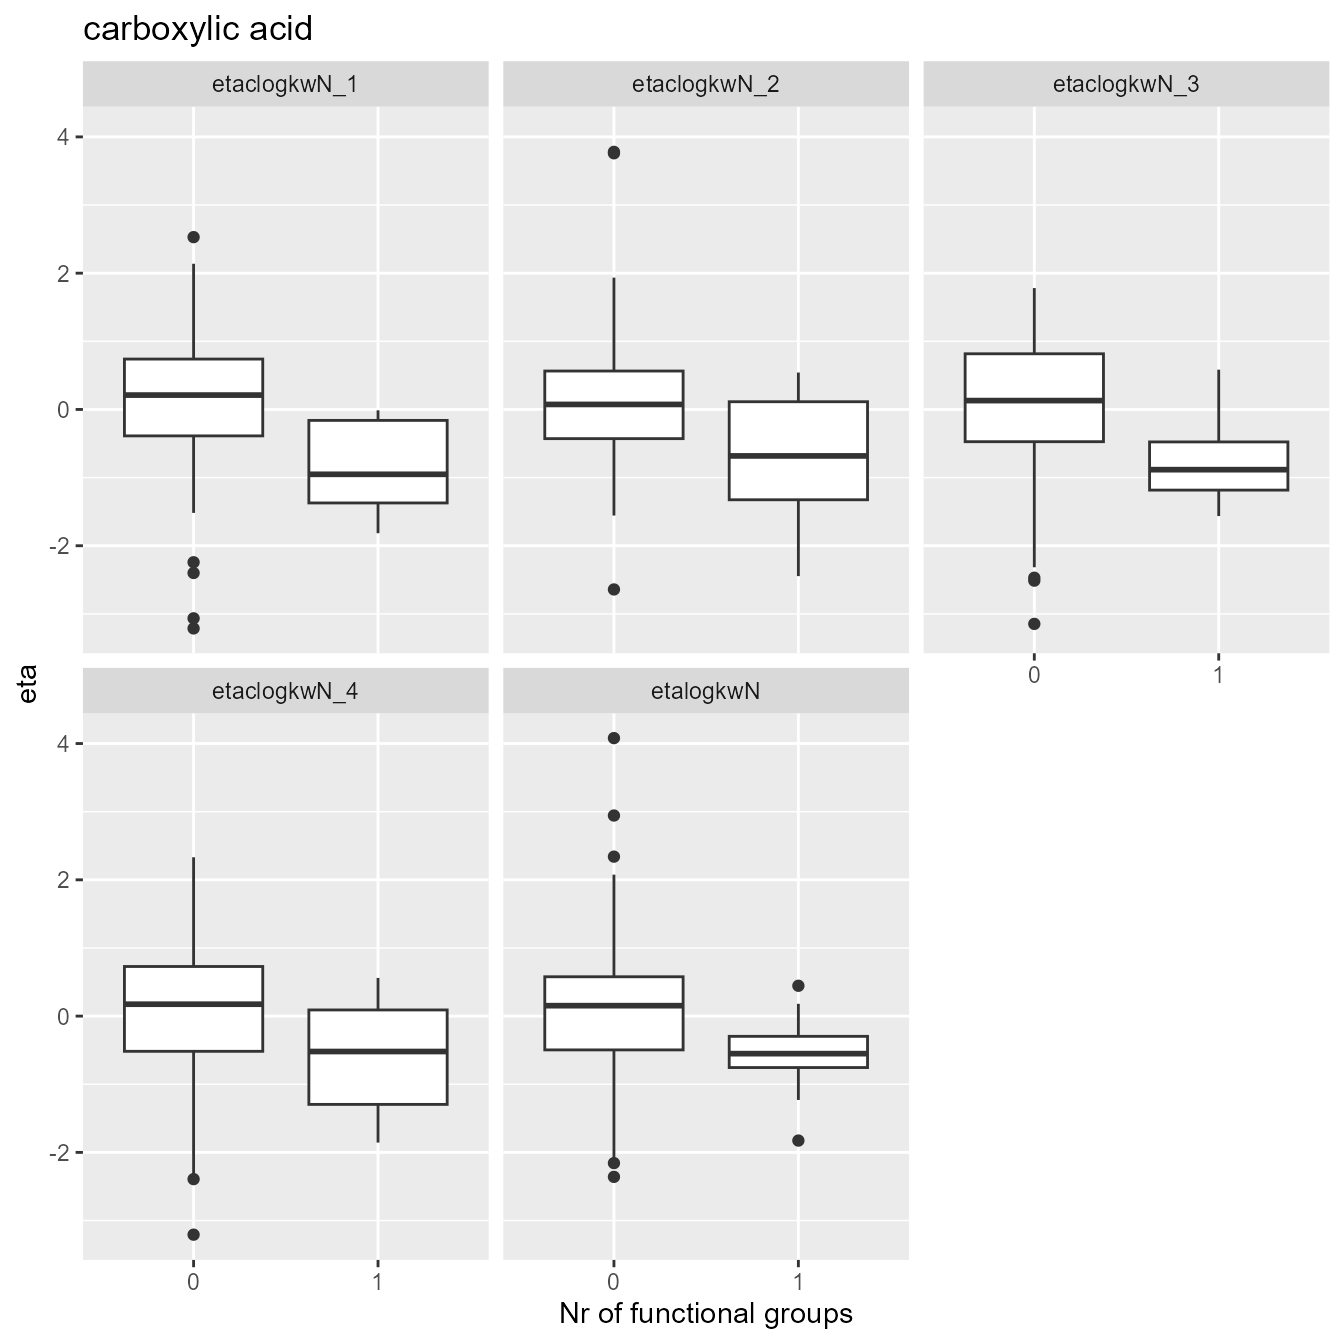 carboxylic acid
etaclogkwN_1
etaclogkwN_2
etaclogkwN_3
4
2
0
-2
0
1
eta
etaclogkwN_4
etalogkwN
4
2
0
-2
0
1
0
1
Nr of functional groups